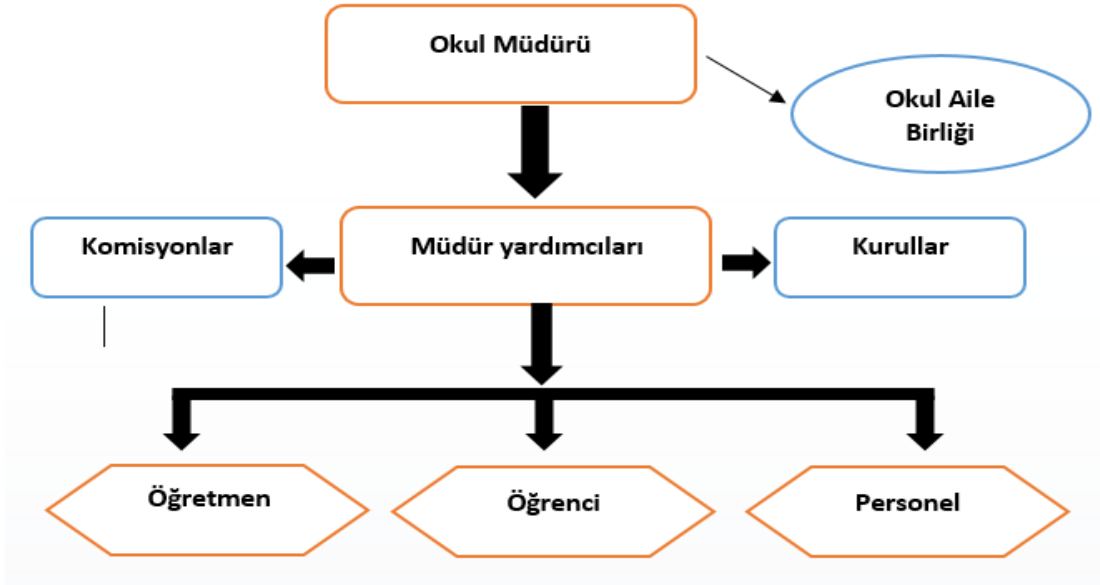 Okul Müdürü
Okul Aile
Birliği
Komisyonlar
Müdür yardımcıları
Kurullar
Öğretmen
Öğrenci
Personel